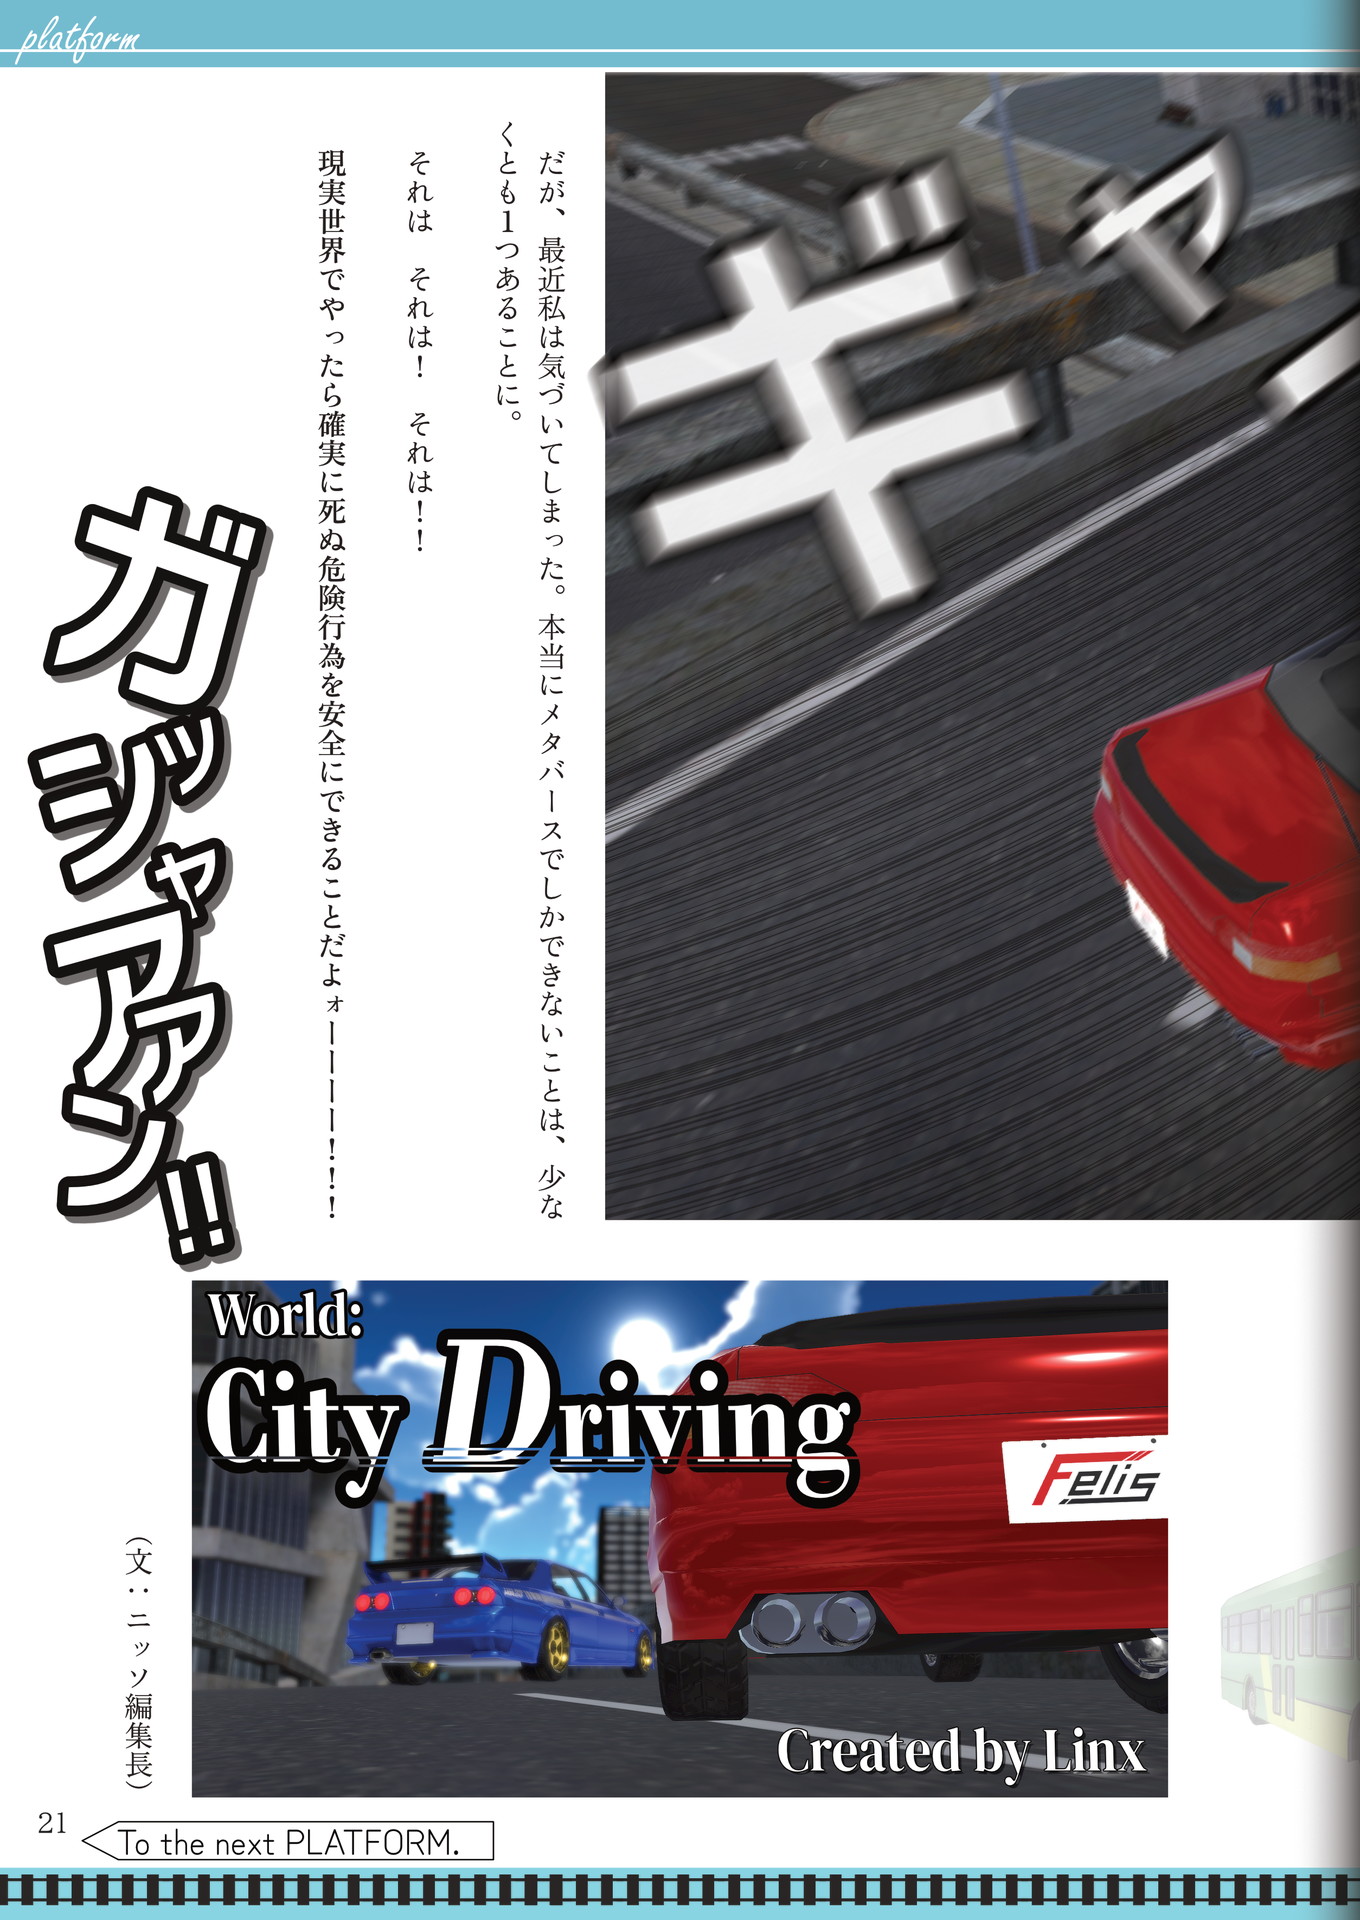 platform
ギャ
だが、最近私は気づいてしまった。本当にメタバースでしかできないことは、少な
くとも1つあることに。
それは　それは！　それは！！
現実世界でやったら確実に死ぬ危険行為を安全にできることだよォーーーー！！！
ガッシャアアン!!
World:
City Driving
Felis
Created by Linx
（文：ニッソ編集長）
21
To the next PLATFORM.